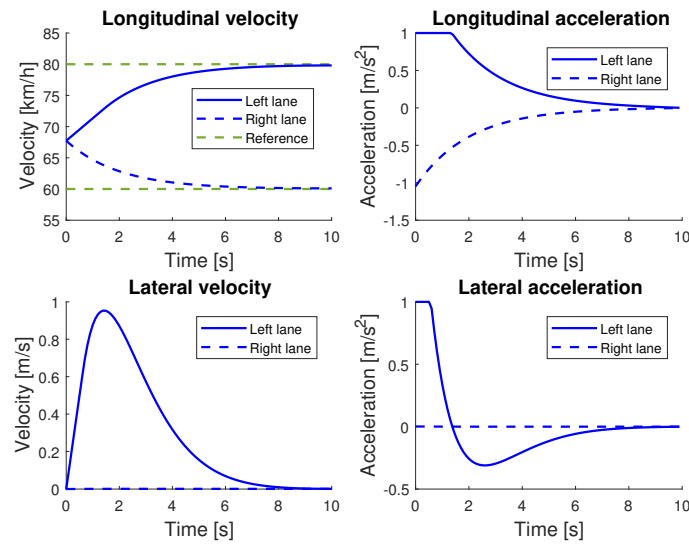 Longitudinal velocity
Velocity [km/h]
85
80
75
70
65
60
55
Left lane
Right lane
Reference
0 2 4 6 8 10
Time [s]
Longitudinal acceleration
Acceleration [m/s²]
1
0.5
0
-0.5
-1
-1.5
Left lane
Right lane
0 2 4 6 8 10
Time [s]
Lateral velocity
Velocity [m/s]
1
0.8
0.6
0.4
0.2
0
Left lane
Right lane
0 2 4 6 8 10
Time [s]
Lateral acceleration
Acceleration [m/s²]
1
0.5
0
-0.5
Left lane
Right lane
0 2 4 6 8 10
Time [s]